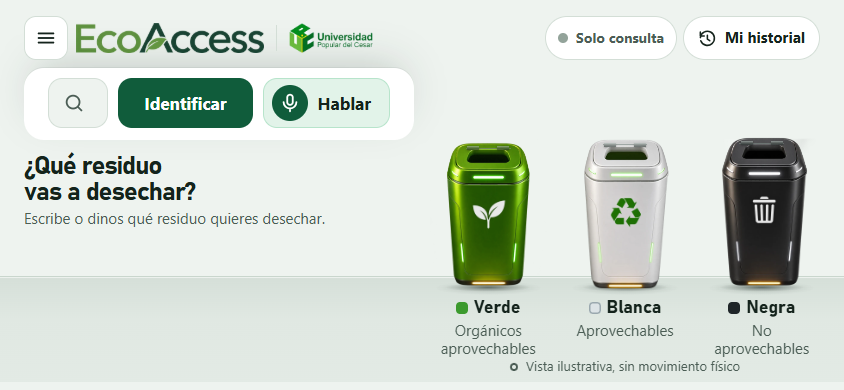 EcoAccess
Universidad
Popular del Cesar
Solo consulta
Mi historial
Identificar
Hablar
¿Qué residuo
vas a desechar?
Escribe o dinos qué residuo quieres desechar.
Verde
Orgánicos
aprovechables
Blanca
Aprovechables
Negra
No
aprovechables
Vista ilustrativa, sin movimiento físico